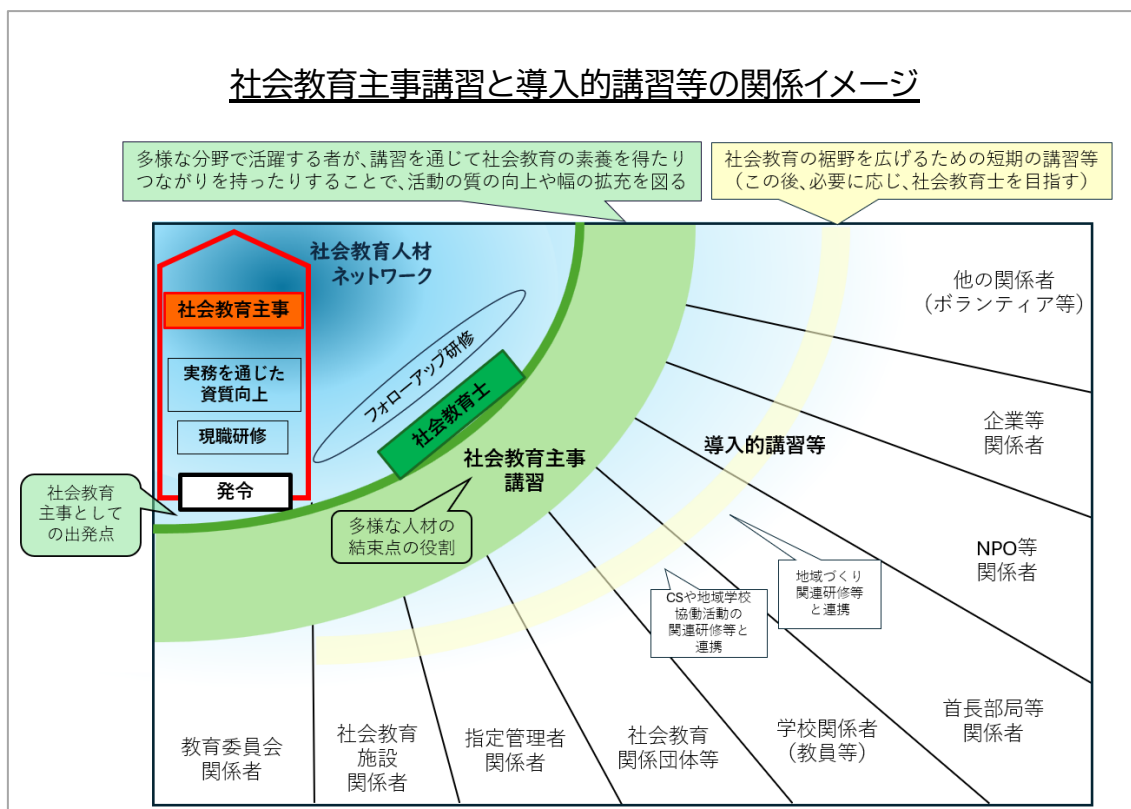 社会教育主事講習と導入的講習等の関係イメージ
多様な分野で活躍する者が、講習を通じて社会教育の素養を得たり
つながりを持ったりすることで、活動の質の向上や幅の拡充を図る
社会教育の裾野を広げるための短期の講習等
（この後、必要に応じ、社会教育士を目指す）
社会教育人材
ネットワーク
社会教育主事
実務を通じた
資質向上
現職研修
発令
社会教育
主事として
の出発点
フォローアップ研修
社会教育士
社会教育主事
講習
多様な人材の
結束点の役割
導入的講習等
CSや地域学校
協働活動の
関連研修等と
連携
地域づくり
関連研修等
と連携
他の関係者
（ボランティア等）
企業等
関係者
NPO等
関係者
首長部局等
関係者
学校関係者
（教員等）
社会教育
関係団体等
指定管理者
関係者
社会教育
施設
関係者
教育委員会
関係者